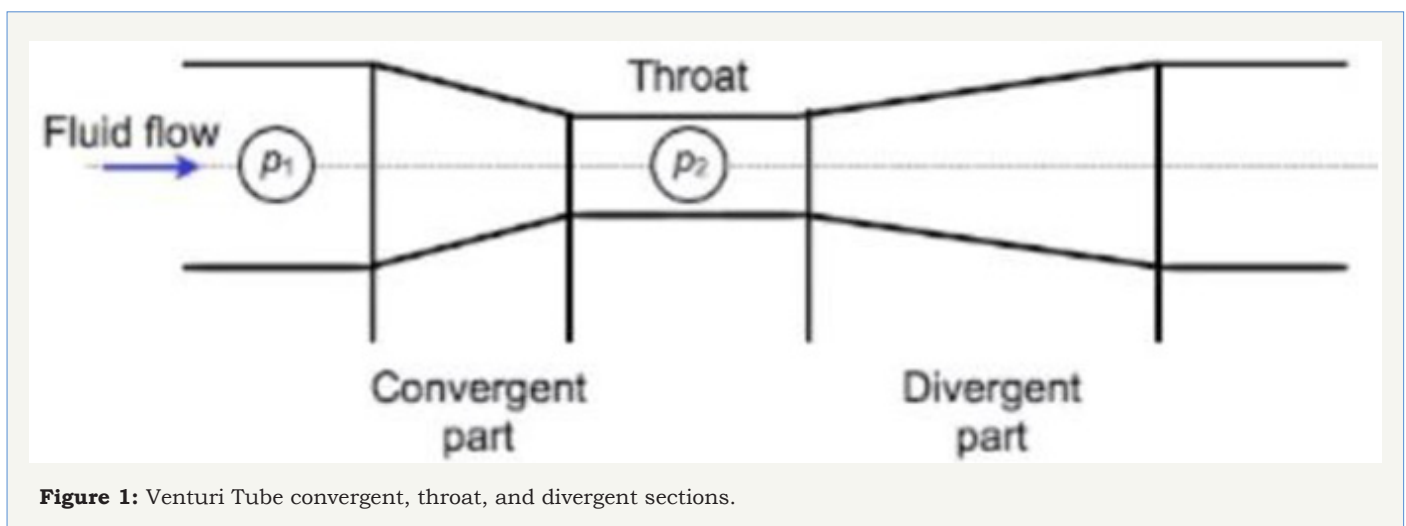 Throat
Fluid flow
p₁
p₂
Convergent
part
Divergent
part
Figure 1: Venturi Tube convergent, throat, and divergent sections.